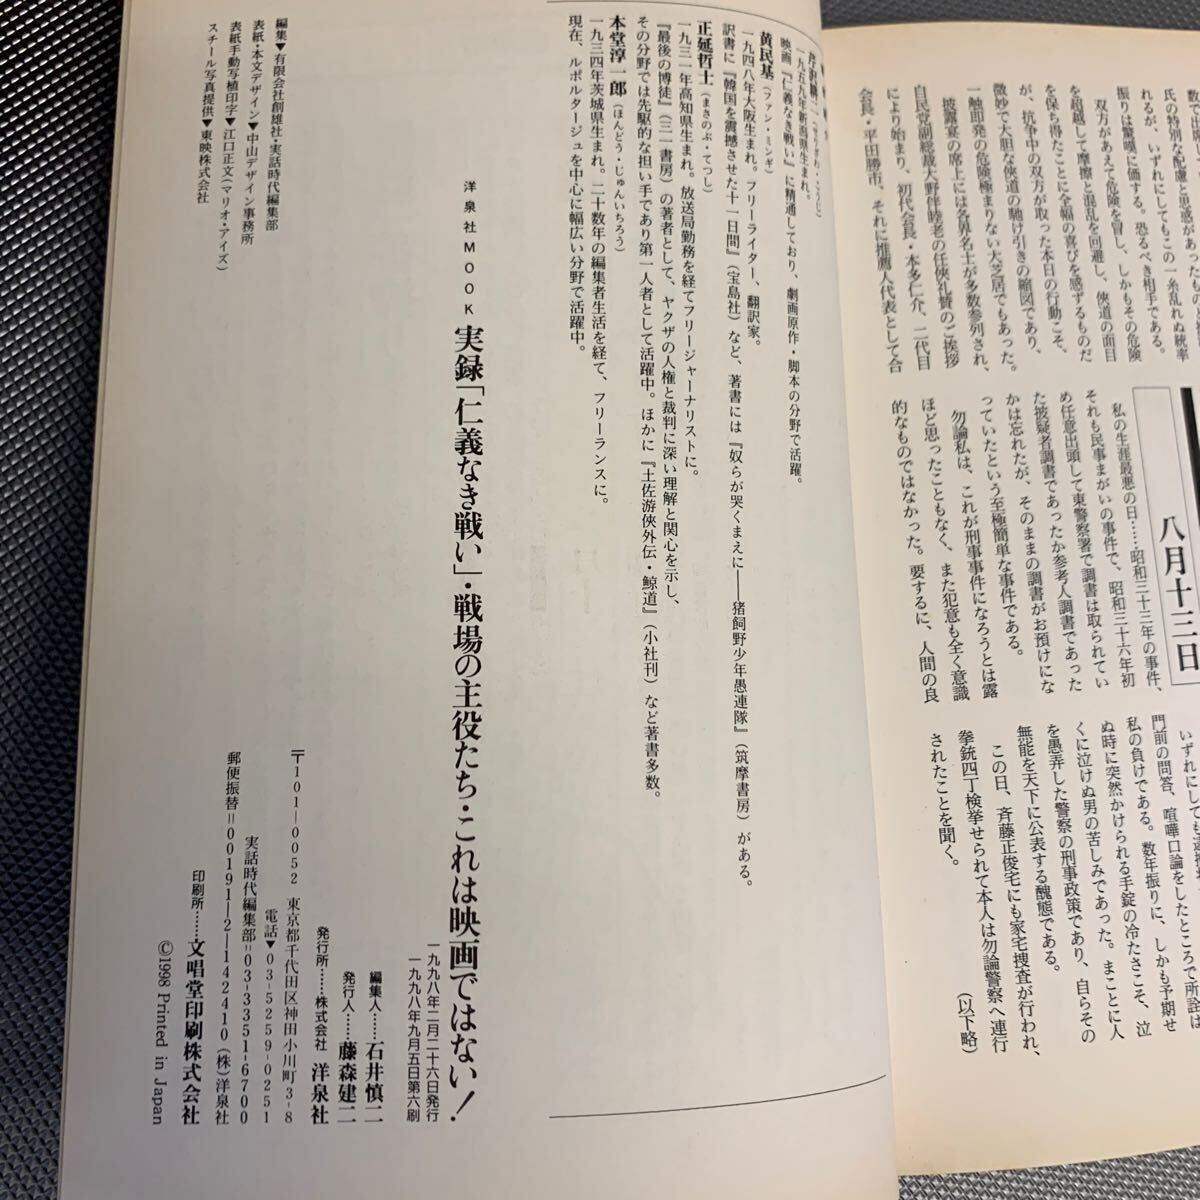 数で出席し
氏の特別な配慮と思惑があったものと
れるが、いずれにしてもこの一糸乱れぬ統率
振りは驚嘆に価する。恐るべき相手である。
双方があえて危険を冒し、しかもその危険
を超越して摩擦と混乱を回避し、俠道の面目
を保ち得たことに全幅の喜びを感ずるものだ
が、抗争中の双方が取った本日の行動こそ、
微妙で大胆な俠道の馳け引きの縮図であり、
一触即発の危険極まりない大芝居でもあった。
披露宴の席上には各界名士が多数参列され、
自民党副総裁大野伴睦老の任俠礼賛のご挨拶
により始まり、初代会長・本多仁介、二代目
会長・平田勝市、それに推薦人代表として合
八月十三日
私の生涯最悪の日……昭和三十三年の事件、
それも民事まがいの事件で、昭和三十六年初
め任意出頭して東警察署で調書は取られてい
た被疑者調書であったか参考人調書であった
かは忘れたが、そのままの調書がお預けにな
っていたという至極簡単な事件である。
勿論私は、これが刑事事件になろうとは露
ほど思ったこともなく、また犯意も全く意識
的なものではなかった。要するに、人間の良
いずれにしても
門前の問答、喧嘩口論をしたところで所詮は
私の負けである。数年振りに、しかも予期せ
ぬ時に突然かけられる手錠の冷たさこそ、泣
くに泣けぬ男の苦しみであった。まことに人
を愚弄した警察の刑事政策であり、自らその
無能を天下に公表する醜態である。
この日、斉藤正俊宅にも家宅捜査が行われ、
拳銃四丁検挙せられて本人は勿論警察へ連行
されたことを聞く。
(以下略)
一九五九年新潟県生まれ。
映画『仁義なき戦い』に精通しており、劇画原作・脚本の分野で活躍。
黄民基(ファン・ミンギ)
一九四八年大阪生まれ。フリーライター、翻訳家。
訳書に『韓国を震撼させた十一日間』(宝島社)など、著書には『奴らが哭くまえに――猪飼野少年愚連隊』(筑摩書房)がある。
正延哲士(まさのぶ・てつし)
一九三一年高知県生まれ。放送局勤務を経てフリージャーナリストに。
『最後の博徒』(三一書房)の著者として、ヤクザの人権と裁判に深い理解と関心を示し、
その分野では先駆的な担い手であり第一人者として活躍中。ほかに『土佐游俠外伝・鯨道』(小社刊)など著書多数。
本堂淳一郎(ほんどう・じゅんいちろう)
一九三四年茨城県生まれ。二十数年の編集者生活を経て、フリーランスに。
現在、ルポルタージュを中心に幅広い分野で活躍中。
洋泉社MOOK 実録「仁義なき戦い」・戦場の主役たち・これは映画ではない!
一九九八年二月二十六日発行
一九九八年九月五日第六刷
編集人……石井慎二
発行人……藤森建二
発行所……株式会社 洋泉社
〒101―0052 東京都千代田区神田小川町3-8
電話▼03-5259-0251
実話時代編集部=03-3351-6700
郵便振替=00191―2―142410(株)洋泉社
印刷所……文唱堂印刷株式会社
©1998 Printed in Japan
編集▼有限会社創雄社・実話時代編集部
表紙・本文デザイン▼中山デザイン事務所
表紙手動写植印字▼江口正文(マリオ・アイズ)
スチール写真提供▼東映株式会社